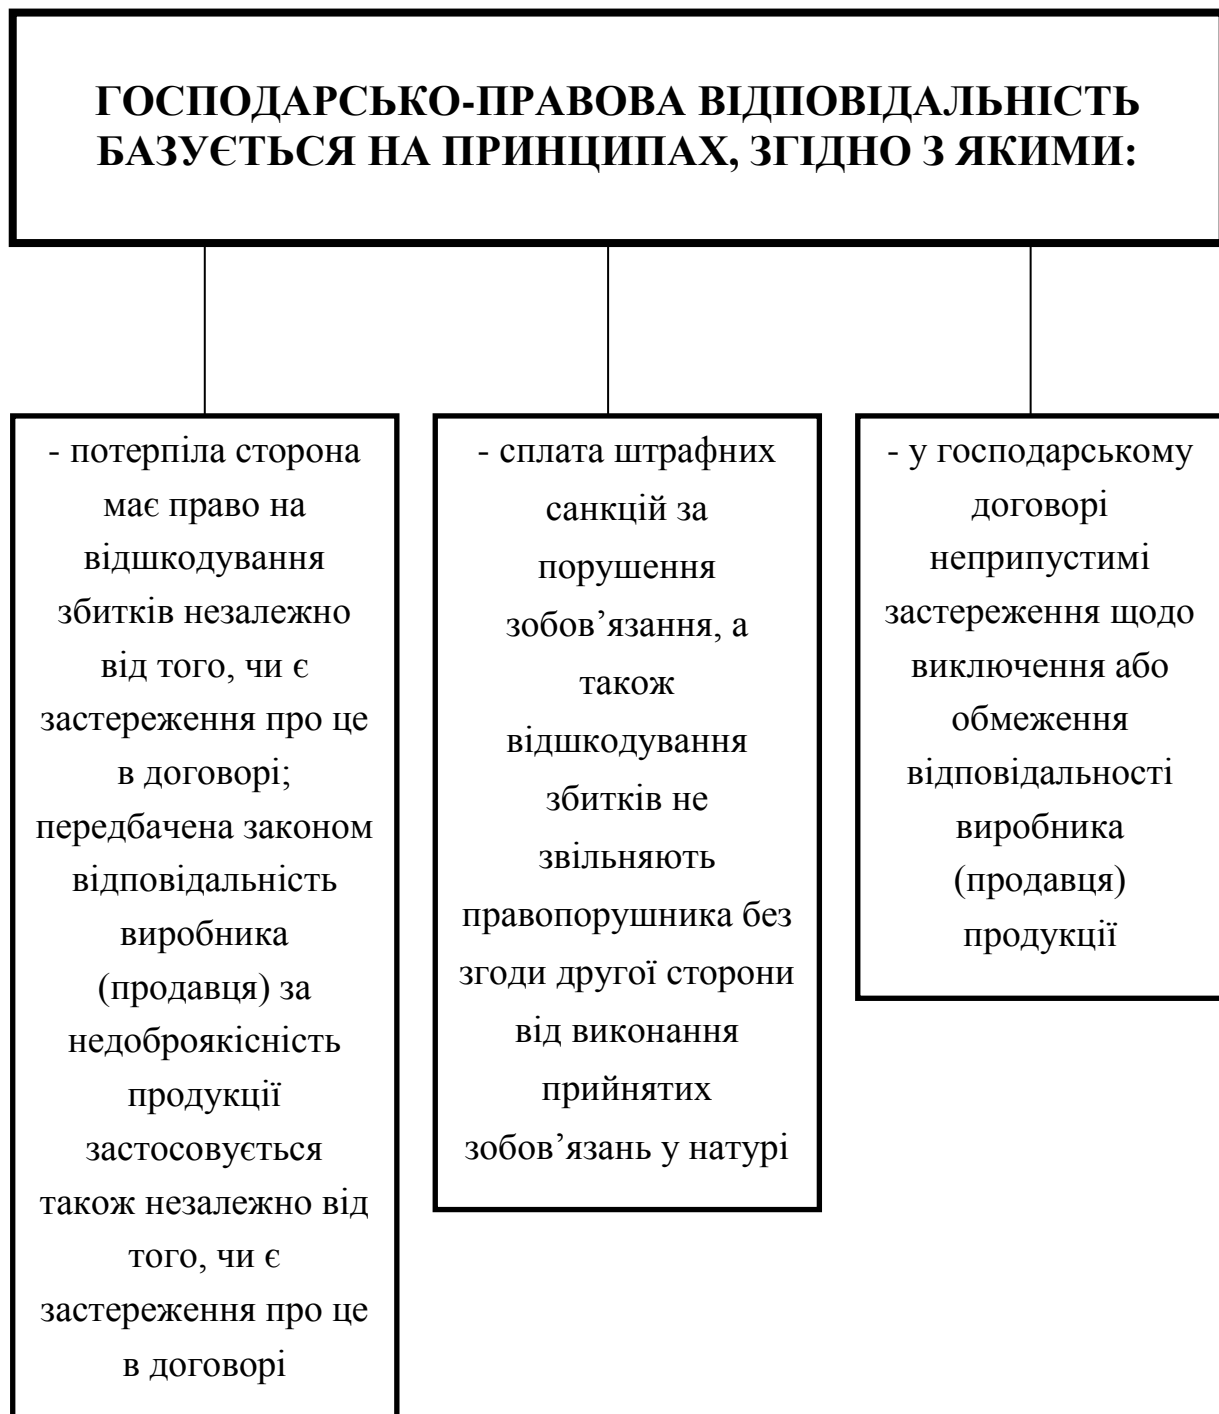 ГОСПОДАРСЬКО-ПРАВОВА ВІДПОВІДАЛЬНІСТЬ
БАЗУЄТЬСЯ НА ПРИНЦИПАХ, ЗГІДНО З ЯКИМИ:
- потерпіла сторона
має право на
відшкодування
збитків незалежно
від того, чи є
застереження про це
в договорі;
передбачена законом
відповідальність
виробника
(продавця) за
недоброякісність
продукції
застосовується
також незалежно від
того, чи є
застереження про це
в договорі
- сплата штрафних
санкцій за
порушення
зобов’язання, а
також
відшкодування
збитків не
звільняють
правопорушника без
згоди другої сторони
від виконання
прийнятих
зобов’язань у натурі
- у господарському
договорі
неприпустимі
застереження щодо
виключення або
обмеження
відповідальності
виробника
(продавця)
продукції